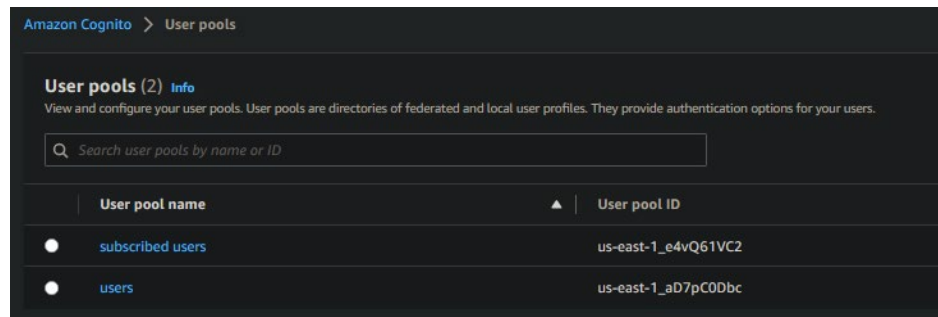 Amazon Cognito > User pools
User pools (2) Info
View and configure your user pools. User pools are directories of federated and local user profiles. They provide authentication options for your users.
Search user pools by name or ID
User pool name ▲ User pool ID
subscribed users us-east-1_e4vQ61VC2
users us-east-1_aD7pC0Dbc